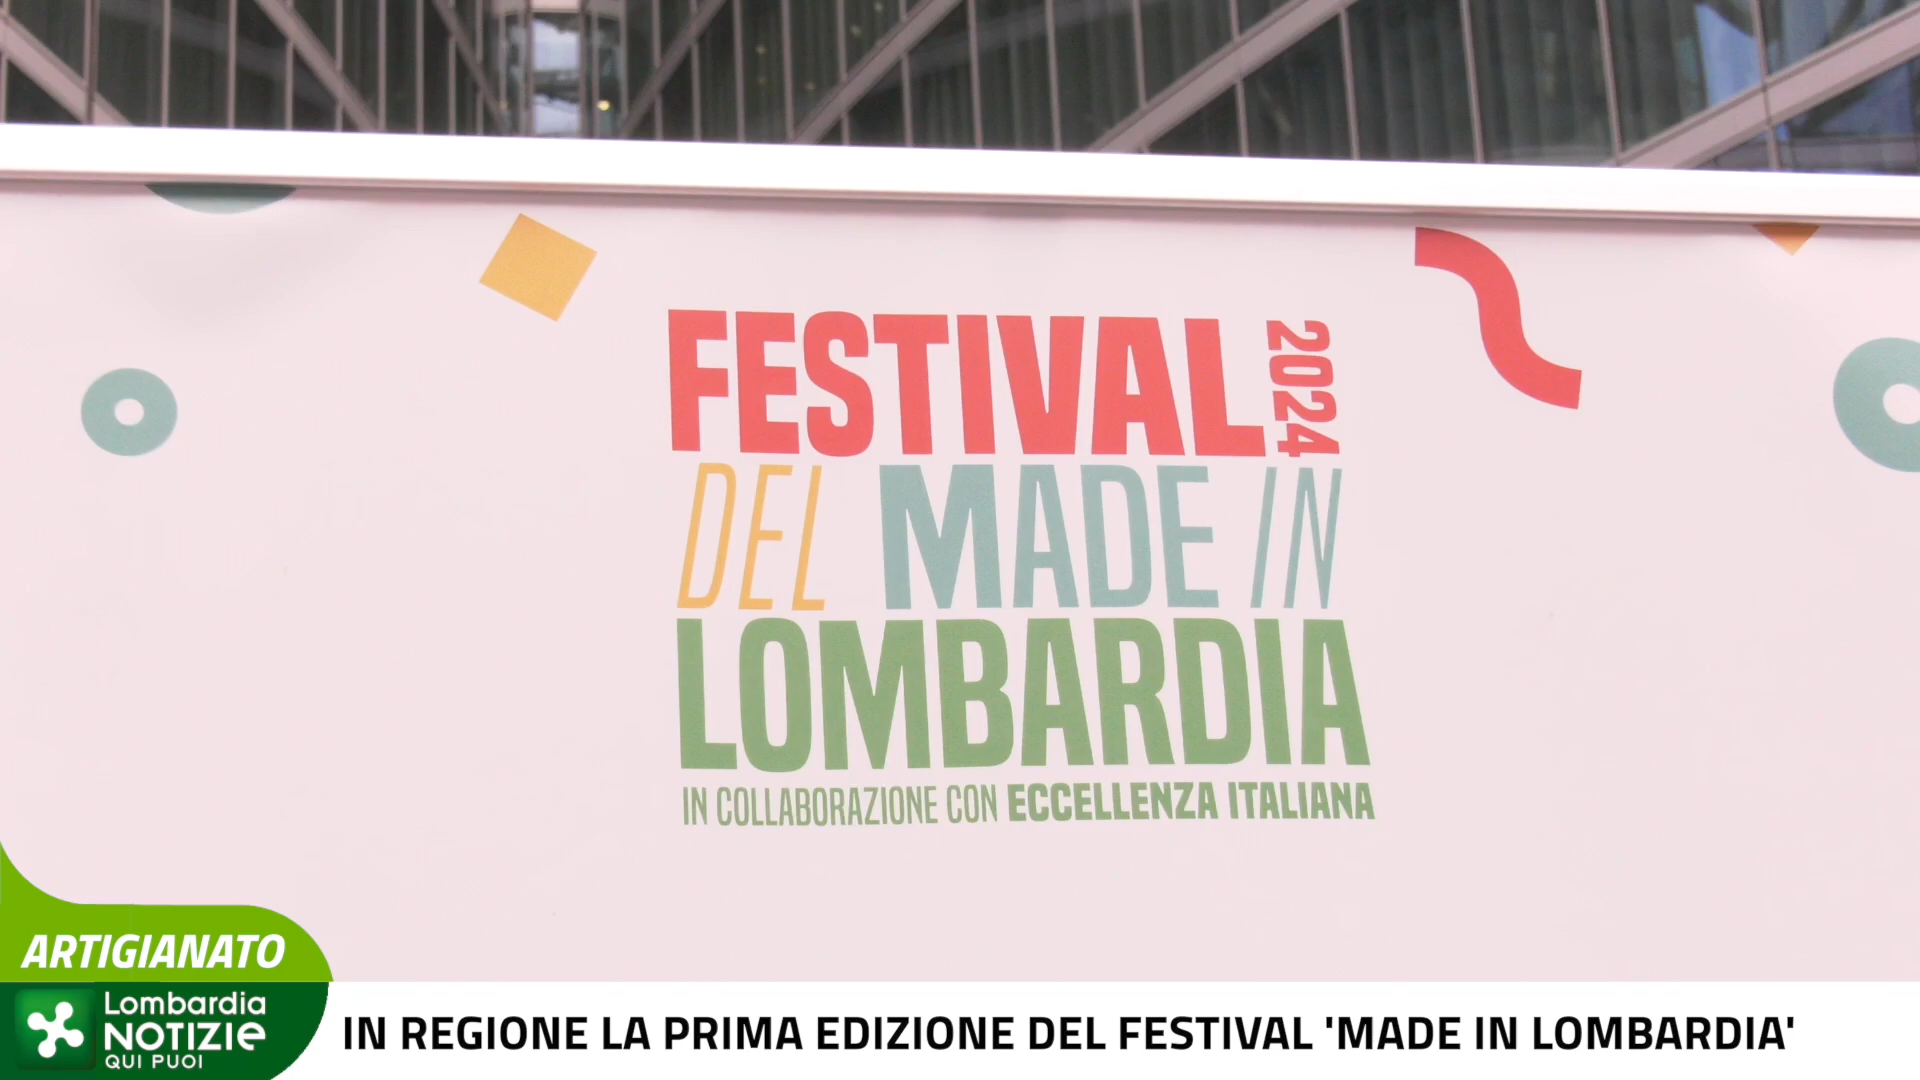 FESTIVAL 2024
DEL MADE IN
LOMBARDIA
IN COLLABORAZIONE CON ECCELLENZA ITALIANA
ARTIGIANATO
Lombardia
NOTIZIE
QUI PUOI
IN REGIONE LA PRIMA EDIZIONE DEL FESTIVAL 'MADE IN LOMBARDIA'